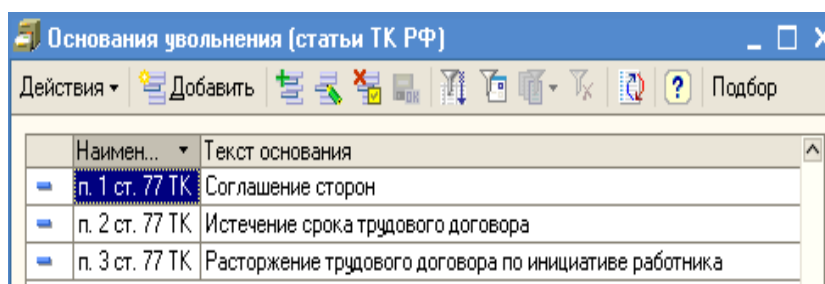 Основания увольнения (статьи ТК РФ)
Действия Добавить Подбор
Наимен... Текст основания
п. 1 ст. 77 ТК Соглашение сторон
п. 2 ст. 77 ТК Истечение срока трудового договора
п. 3 ст. 77 ТК Расторжение трудового договора по инициативе работника